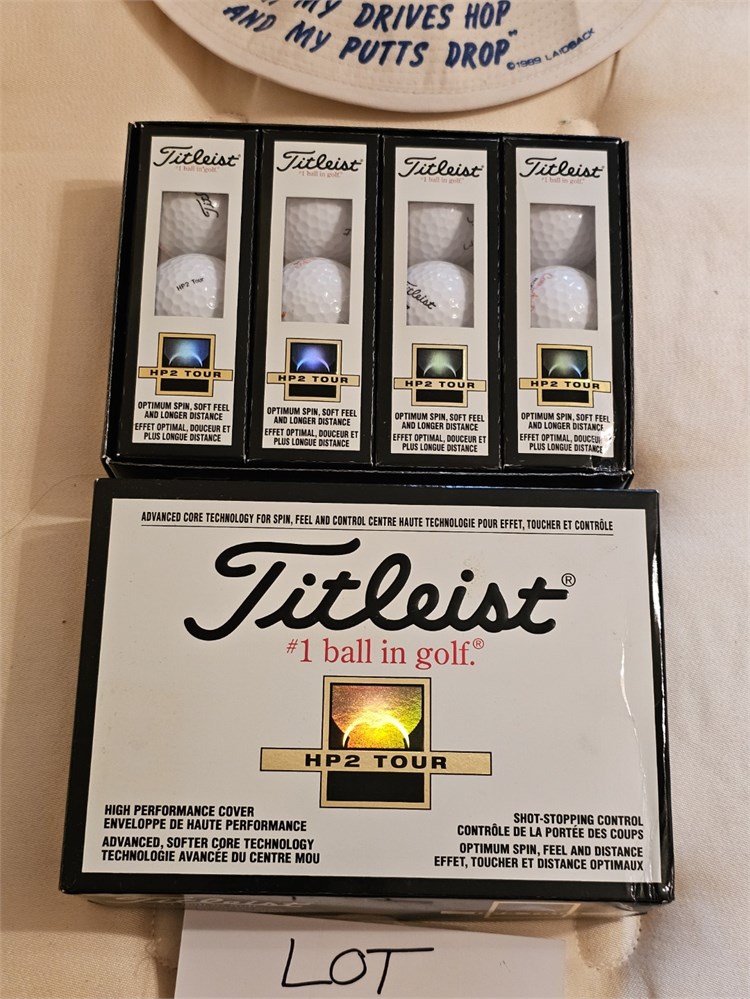 MY DRIVES HOP
AND MY PUTTS DROP"
©1989 LAIDBACK
Titleist
"1 ball in golf."
HP2 Tour
HP2 TOUR
OPTIMUM SPIN, SOFT FEEL
AND LONGER DISTANCE
EFFET OPTIMAL, DOUCEUR ET
PLUS LONGUE DISTANCE
Titleist
"1 ball in golf."
HP2 TOUR
OPTIMUM SPIN, SOFT FEEL
AND LONGER DISTANCE
EFFET OPTIMAL, DOUCEUR ET
PLUS LONGUE DISTANCE
Titleist
"1 ball in golf."
Titleist
HP2 TOUR
OPTIMUM SPIN, SOFT FEEL
AND LONGER DISTANCE
EFFET OPTIMAL, DOUCEUR ET
PLUS LONGUE DISTANCE
Titleist
"1 ball in golf."
HP2 TOUR
OPTIMUM SPIN, SOFT FEEL
AND LONGER DISTANCE
EFFET OPTIMAL, DOUCEUR ET
PLUS LONGUE DISTANCE
ADVANCED CORE TECHNOLOGY FOR SPIN, FEEL AND CONTROL CENTRE HAUTE TECHNOLOGIE POUR EFFET, TOUCHER ET CONTRÔLE
Titleist®
#1 ball in golf.®
HP2 TOUR
HIGH PERFORMANCE COVER
ENVELOPPE DE HAUTE PERFORMANCE
ADVANCED, SOFTER CORE TECHNOLOGY
TECHNOLOGIE AVANCÉE DU CENTRE MOU
SHOT-STOPPING CONTROL
CONTRÔLE DE LA PORTÉE DES COUPS
OPTIMUM SPIN, FEEL AND DISTANCE
EFFET, TOUCHER ET DISTANCE OPTIMAUX
Titleist
LOT